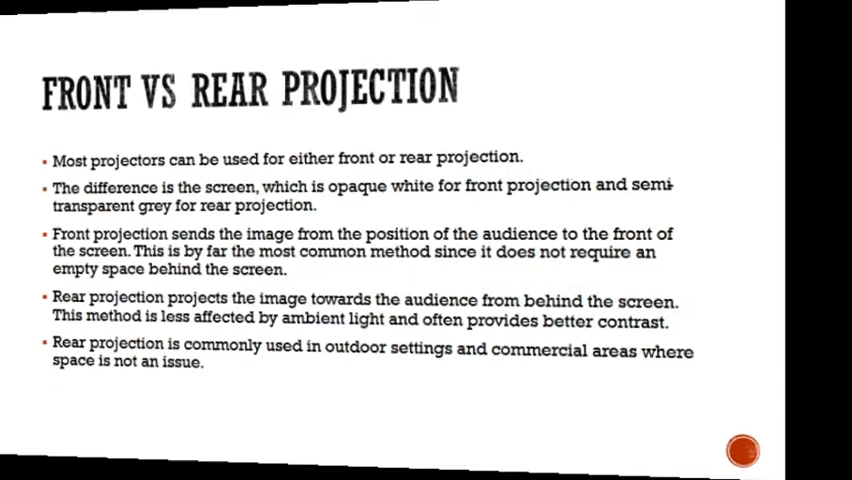 FRONT VS REAR PROJECTION
Most projectors can be used for either front or rear projection.
The difference is the screen, which is opaque white for front projection and semi-
transparent grey for rear projection.
Front projection sends the image from the position of the audience to the front of
the screen. This is by far the most common method since it does not require an
empty space behind the screen.
Rear projection projects the image towards the audience from behind the screen.
This method is less affected by ambient light and often provides better contrast.
Rear projection is commonly used in outdoor settings and commercial areas where
space is not an issue.